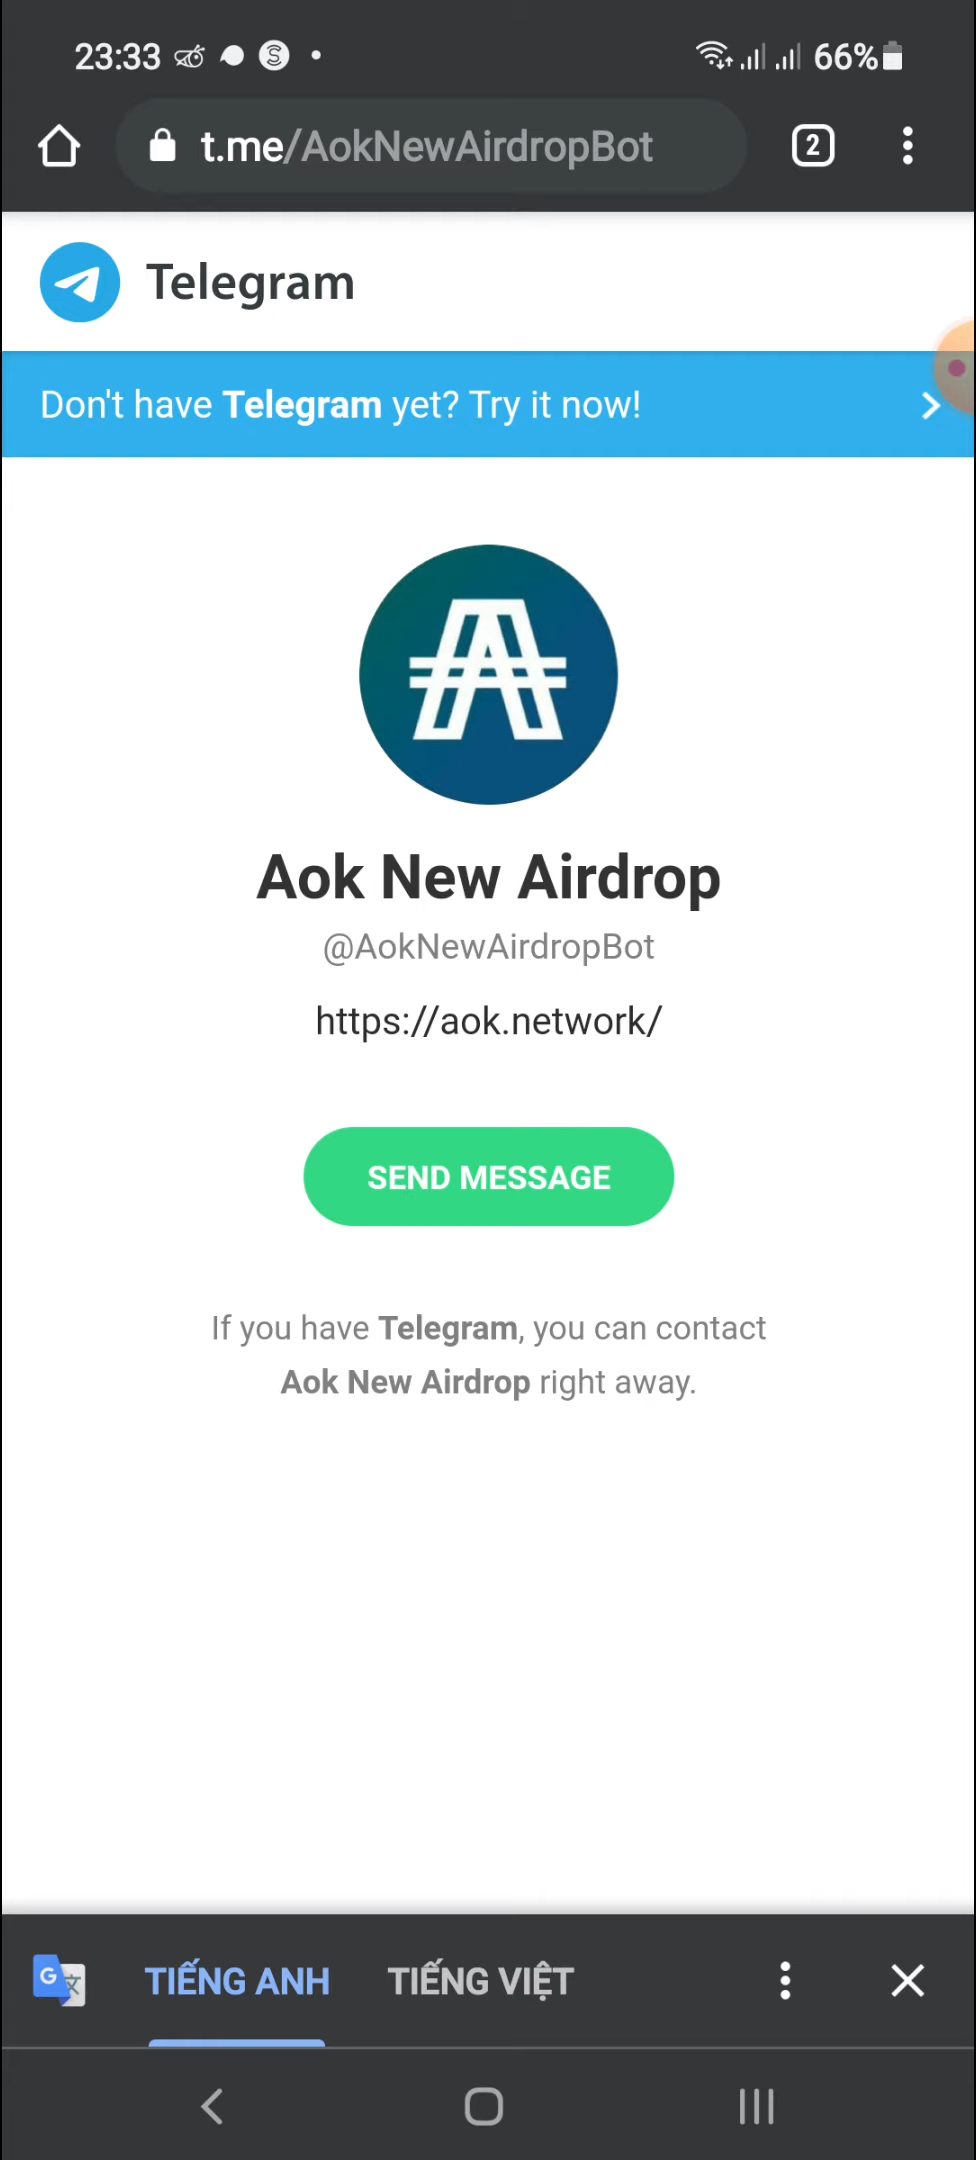 23:33
66%
t.me/AokNewAirdropBot
2
Telegram
Don't have Telegram yet? Try it now!
Aok New Airdrop
@AokNewAirdropBot
https://aok.network/
SEND MESSAGE
If you have Telegram, you can contact
Aok New Airdrop right away.
TIẾNG ANH
TIẾNG VIỆT